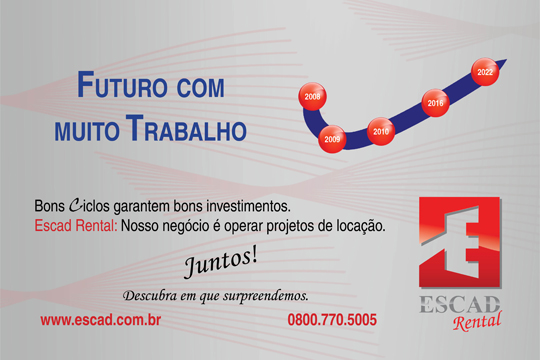 FUTURO COM
MUITO TRABALHO
2008
2009
2010
2016
2022
Bons Ciclos garantem bons investimentos.
Escad Rental: Nosso negócio é operar projetos de locação.
Juntos!
Descubra em que surpreendemos.
www.escad.com.br
0800.770.5005
ESCAD
Rental